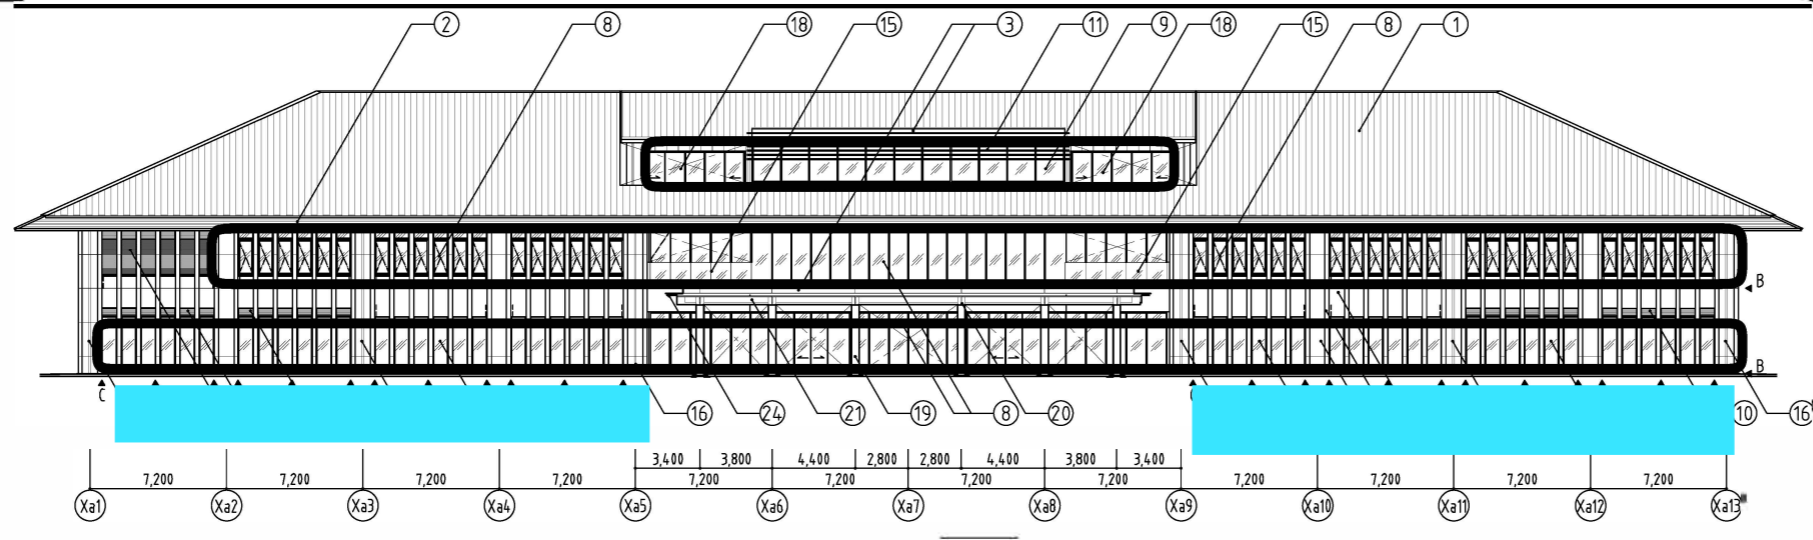 2 8 18 15 3 11 9 18 15 8 1
B
B
C
16 24 21 19 8 20 10 16
3,400 3,800 4,400 2,800 2,800 4,400 3,800 3,400
7,200 7,200 7,200 7,200 7,200 7,200 7,200 7,200 7,200 7,200 7,200 7,200
Xa1 Xa2 Xa3 Xa4 Xa5 Xa6 Xa7 Xa8 Xa9 Xa10 Xa11 Xa12 Xa13